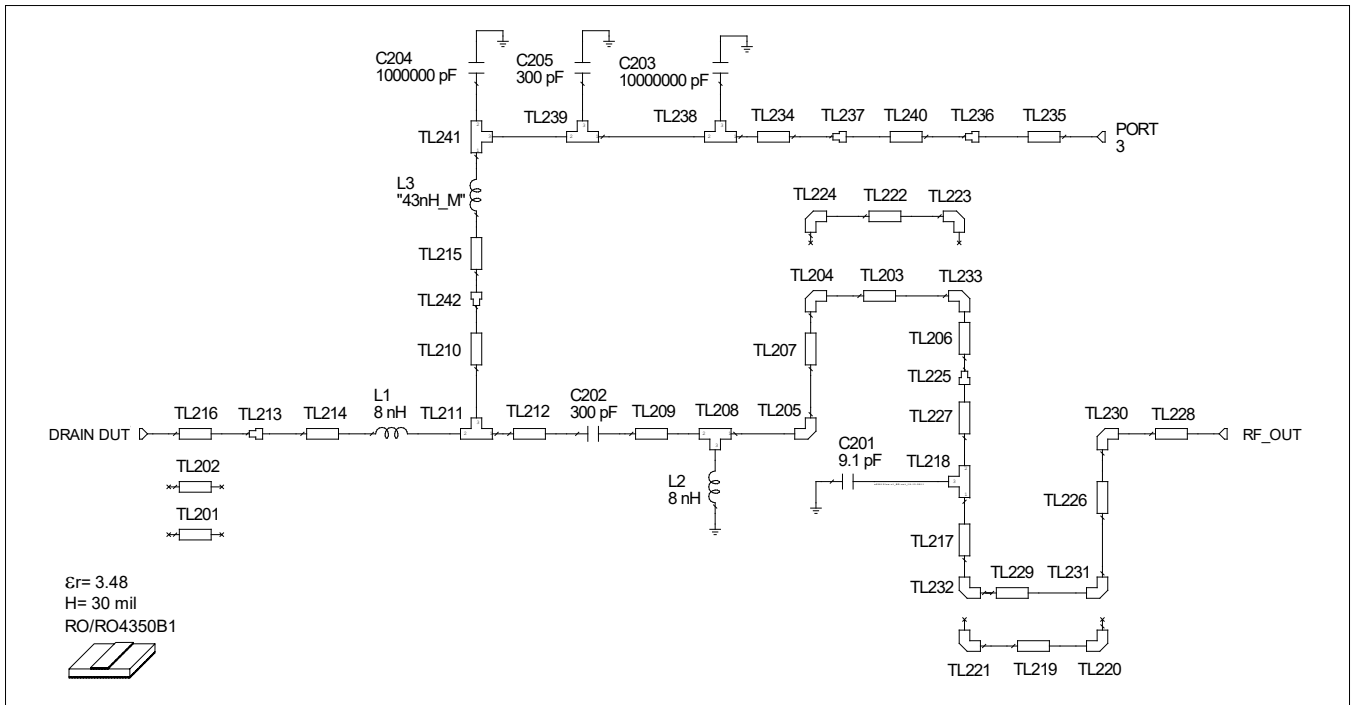 C204
1000000 pF
C205
300 pF
C203
10000000 pF
TL241
TL239
TL238
TL234
TL237
TL240
TL236
TL235
PORT
3
L3
"43nH_M"
TL224
TL222
TL223
TL215
TL204
TL203
TL233
TL242
TL210
TL207
TL206
TL225
TL227
DRAIN DUT
TL216
TL213
TL214
L1
8 nH
TL211
TL212
C202
300 pF
TL209
TL208
TL205
TL230
TL228
RF_OUT
C201
9.1 pF
TL218
TL202
L2
8 nH
TL226
TL201
TL217
TL232
TL229
TL231
εr= 3.48
H= 30 mil
RO/RO4350B1
TL221
TL219
TL220